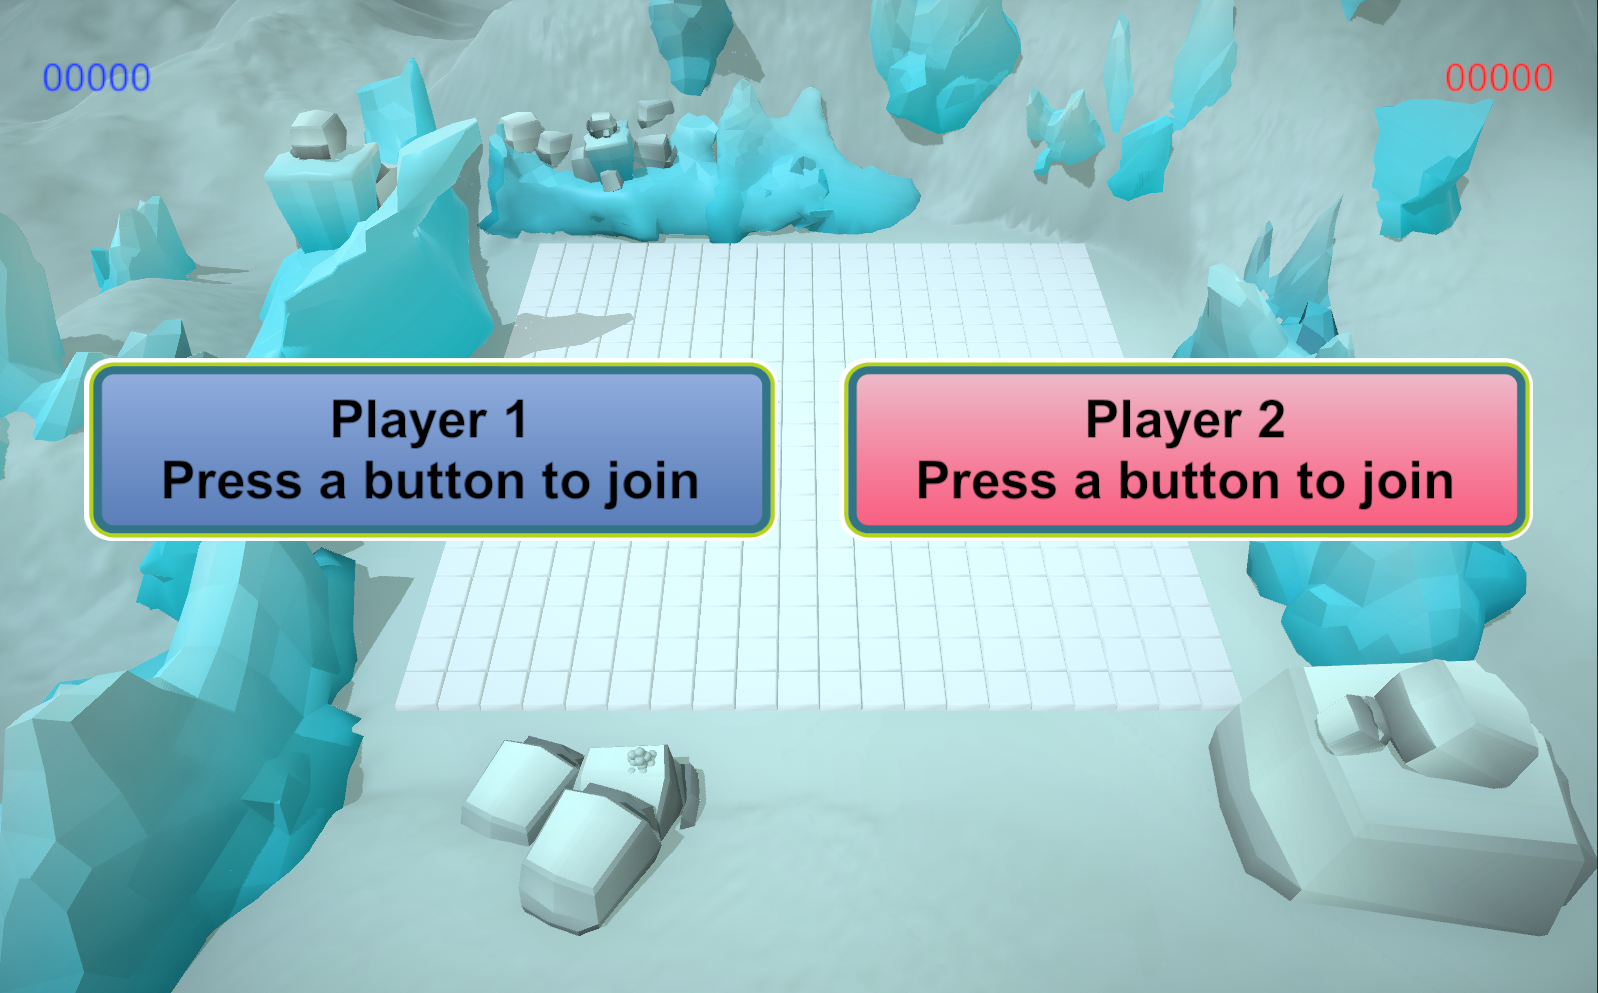 00000
00000
Player 1
Press a button to join
Player 2
Press a button to join